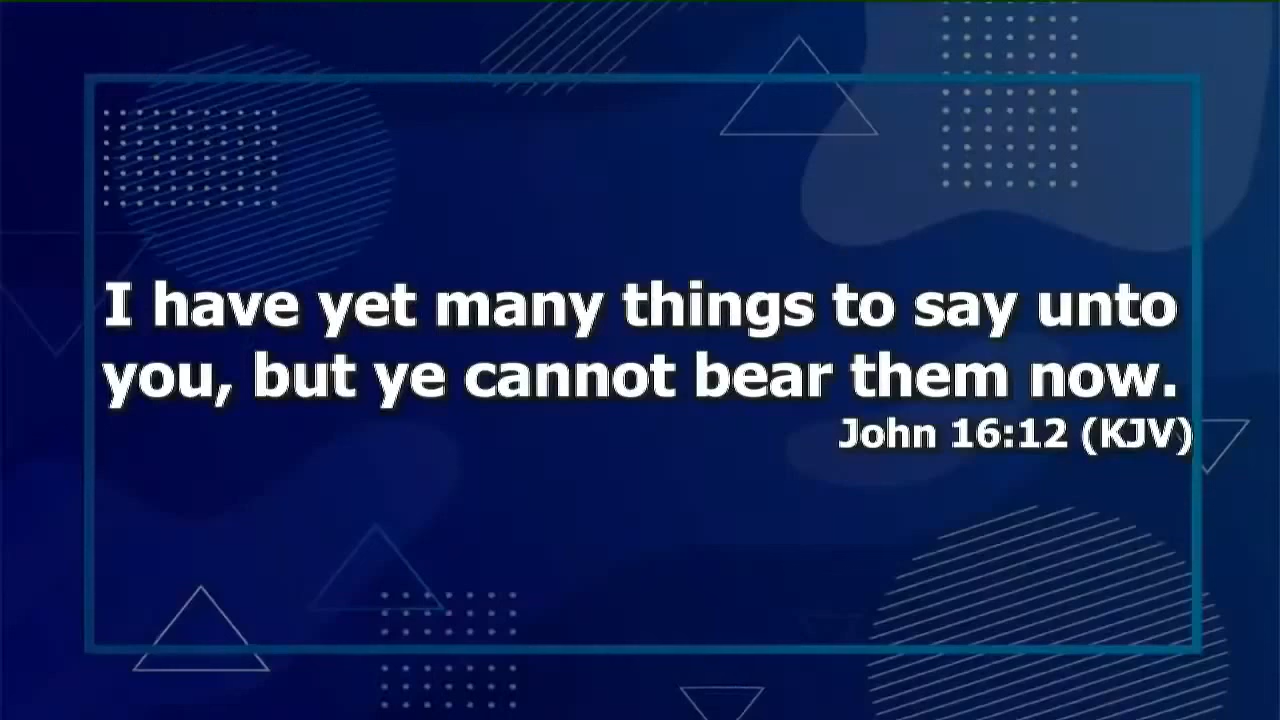 I have yet many things to say unto
you, but ye cannot bear them now.
John 16:12 (KJV)